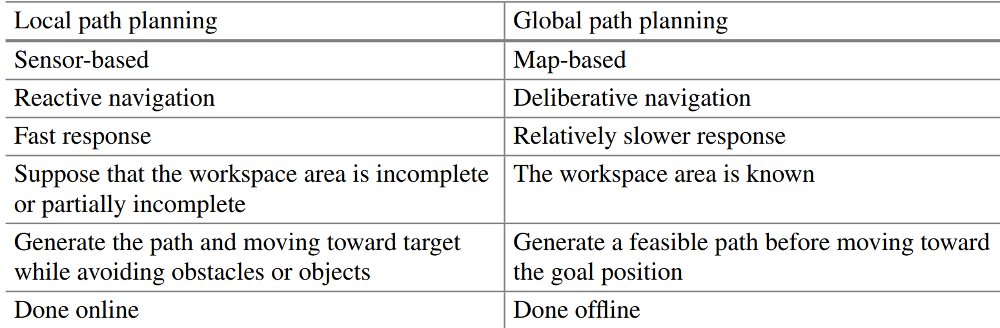 Local path planning
Global path planning
Sensor-based
Map-based
Reactive navigation
Deliberative navigation
Fast response
Relatively slower response
Suppose that the workspace area is incomplete
or partially incomplete
The workspace area is known
Generate the path and moving toward target
while avoiding obstacles or objects
Generate a feasible path before moving toward
the goal position
Done online
Done offline